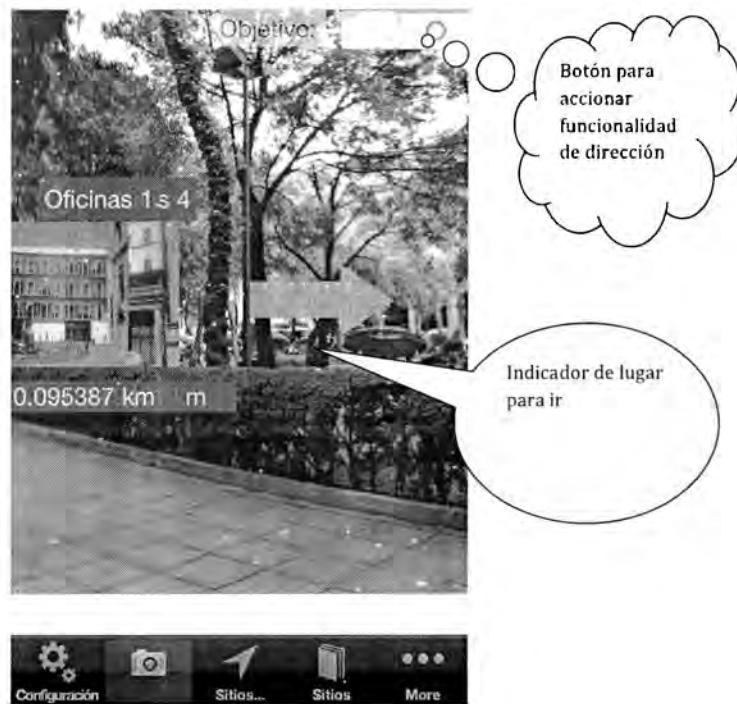 Objetivo:
Botón para
accionar
funcionalidad
de dirección
Oficinas 1 s 4
Indicador de lugar
para ir
0.095387 km m
Configuración
Sitios...
Sitios
More